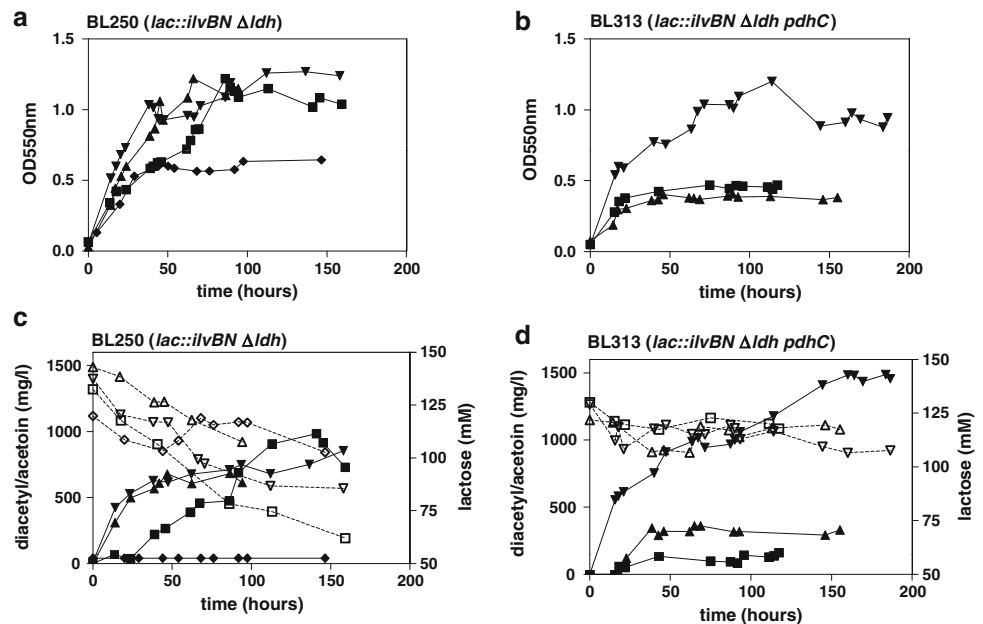 a
BL250 (lac::ilvBN Δldh)
1.5
1.0
0.5
0.0
OD550nm
0 50 100 150 200
time (hours)
b
BL313 (lac::ilvBN Δldh pdhC)
1.5
1.0
0.5
0.0
OD550nm
0 50 100 150 200
time (hours)
c
BL250 (lac::ilvBN Δldh)
1500
1000
500
0
diacetyl/acetoin (mg/l)
150
125
100
75
50
lactose (mM)
0 50 100 150 200
time (hours)
d
BL313 (lac::ilvBN Δldh pdhC)
1500
1000
500
0
diacetyl/acetoin (mg/l)
150
125
100
75
50
lactose (mM)
0 50 100 150 200
time (hours)